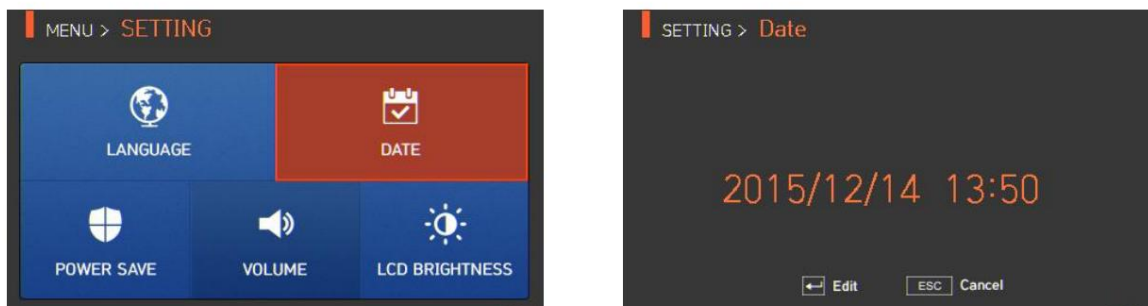 MENU > SETTING
LANGUAGE
DATE
POWER SAVE
VOLUME
LCD BRIGHTNESS
SETTING > Date
2015/12/14 13:50
Edit
ESC Cancel